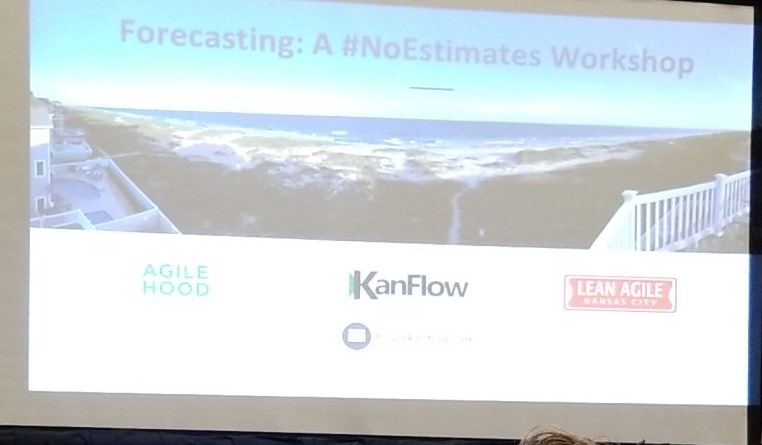 Forecasting: A #NoEstimates Workshop
AGILE
HOOD
KanFlow
LEAN AGILE
KANSAS CITY